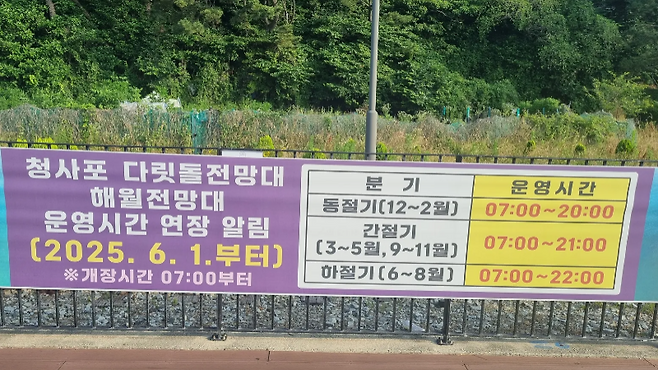 청사포 다릿돌전망대
해월전망대
운영시간 연장 알림
(2025. 6. 1.부터)
※개장시간 07:00부터
분 기 운영시간
동절기(12~2월) 07:00~20:00
간절기
(3~5월, 9~11월) 07:00~21:00
하절기(6~8월) 07:00~22:00